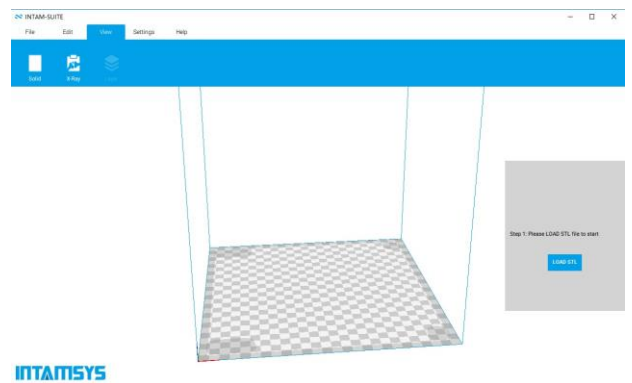 INTAM-SUITE
File Edit View Settings Help
Solid X-Ray Layer
Step 1: Please LOAD STL file to start
LOAD STL
INTAMSYS